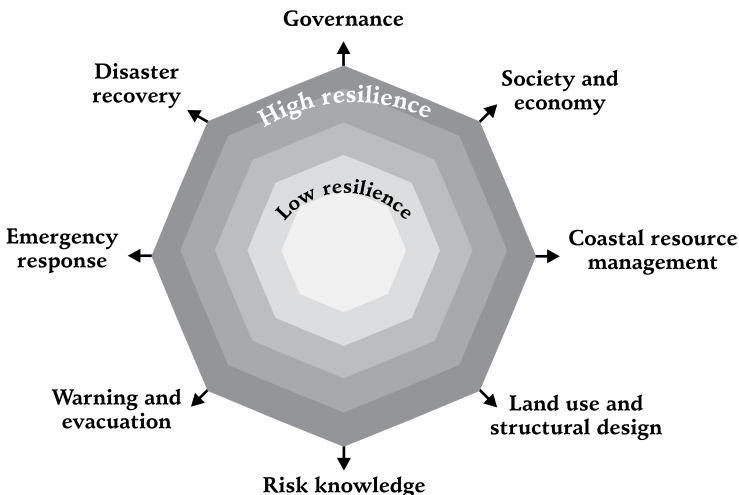 Governance
Disaster
recovery
Society and
economy
High resilience
Low resilience
Emergency
response
Coastal resource
management
Warning and
evacuation
Land use and
structural design
Risk knowledge